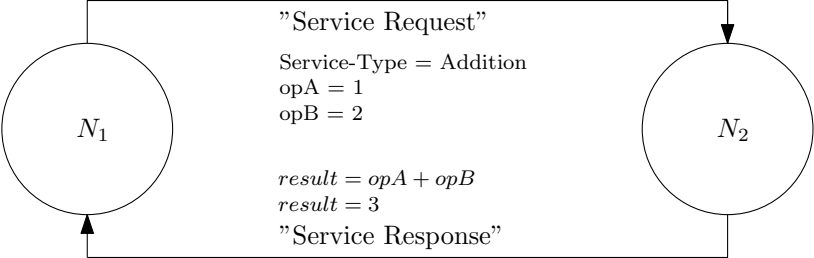 ”Service Request”
Service-Type = Addition
opA = 1
opB = 2
N₁
N₂
result = opA + opB
result = 3
”Service Response”